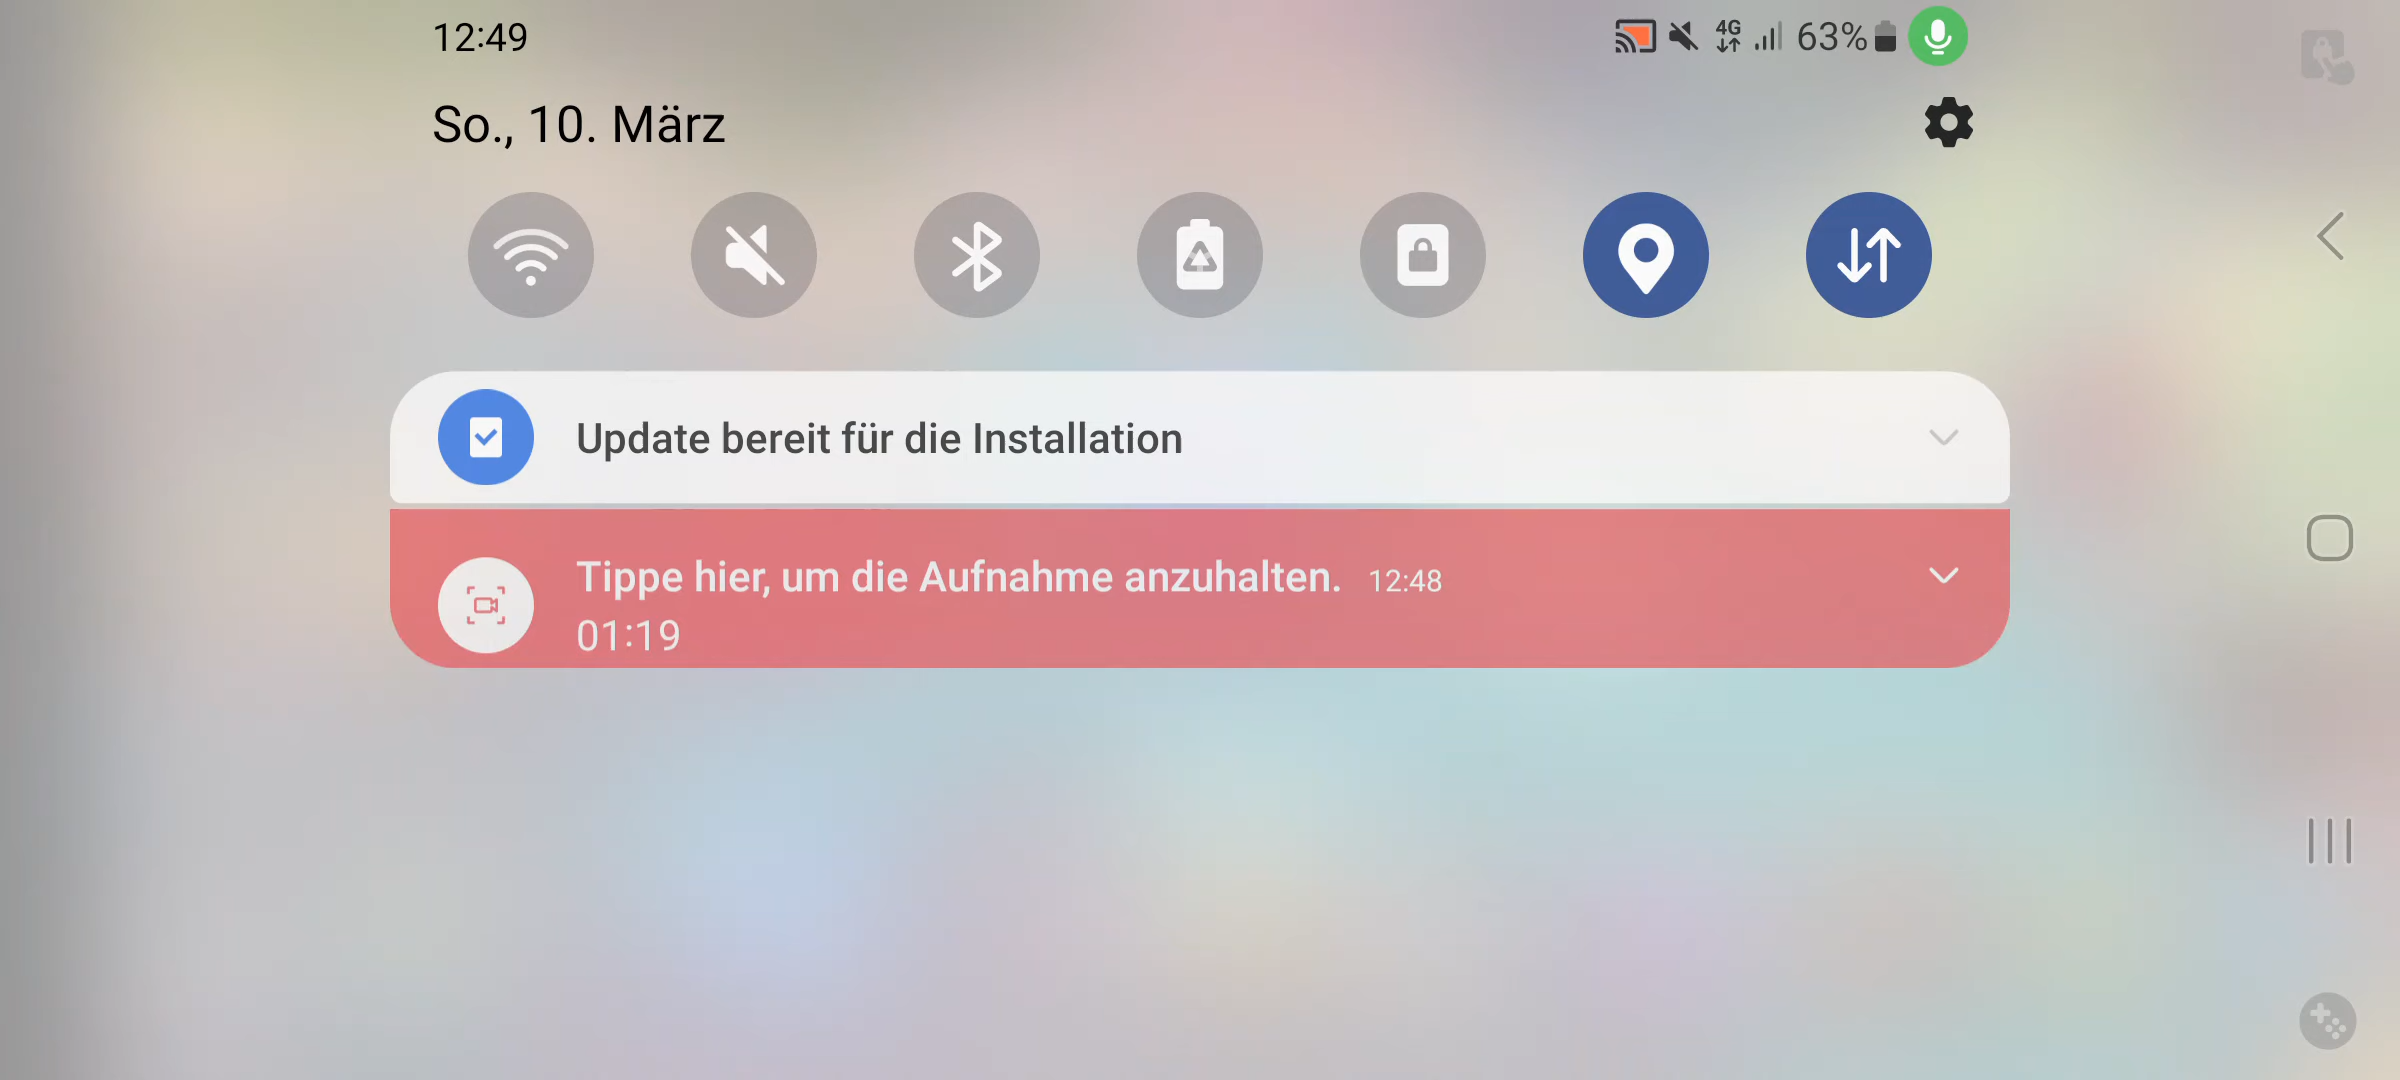 12:49
4G 63%
So., 10. März
Update bereit für die Installation
Tippe hier, um die Aufnahme anzuhalten. 12:48
01:19